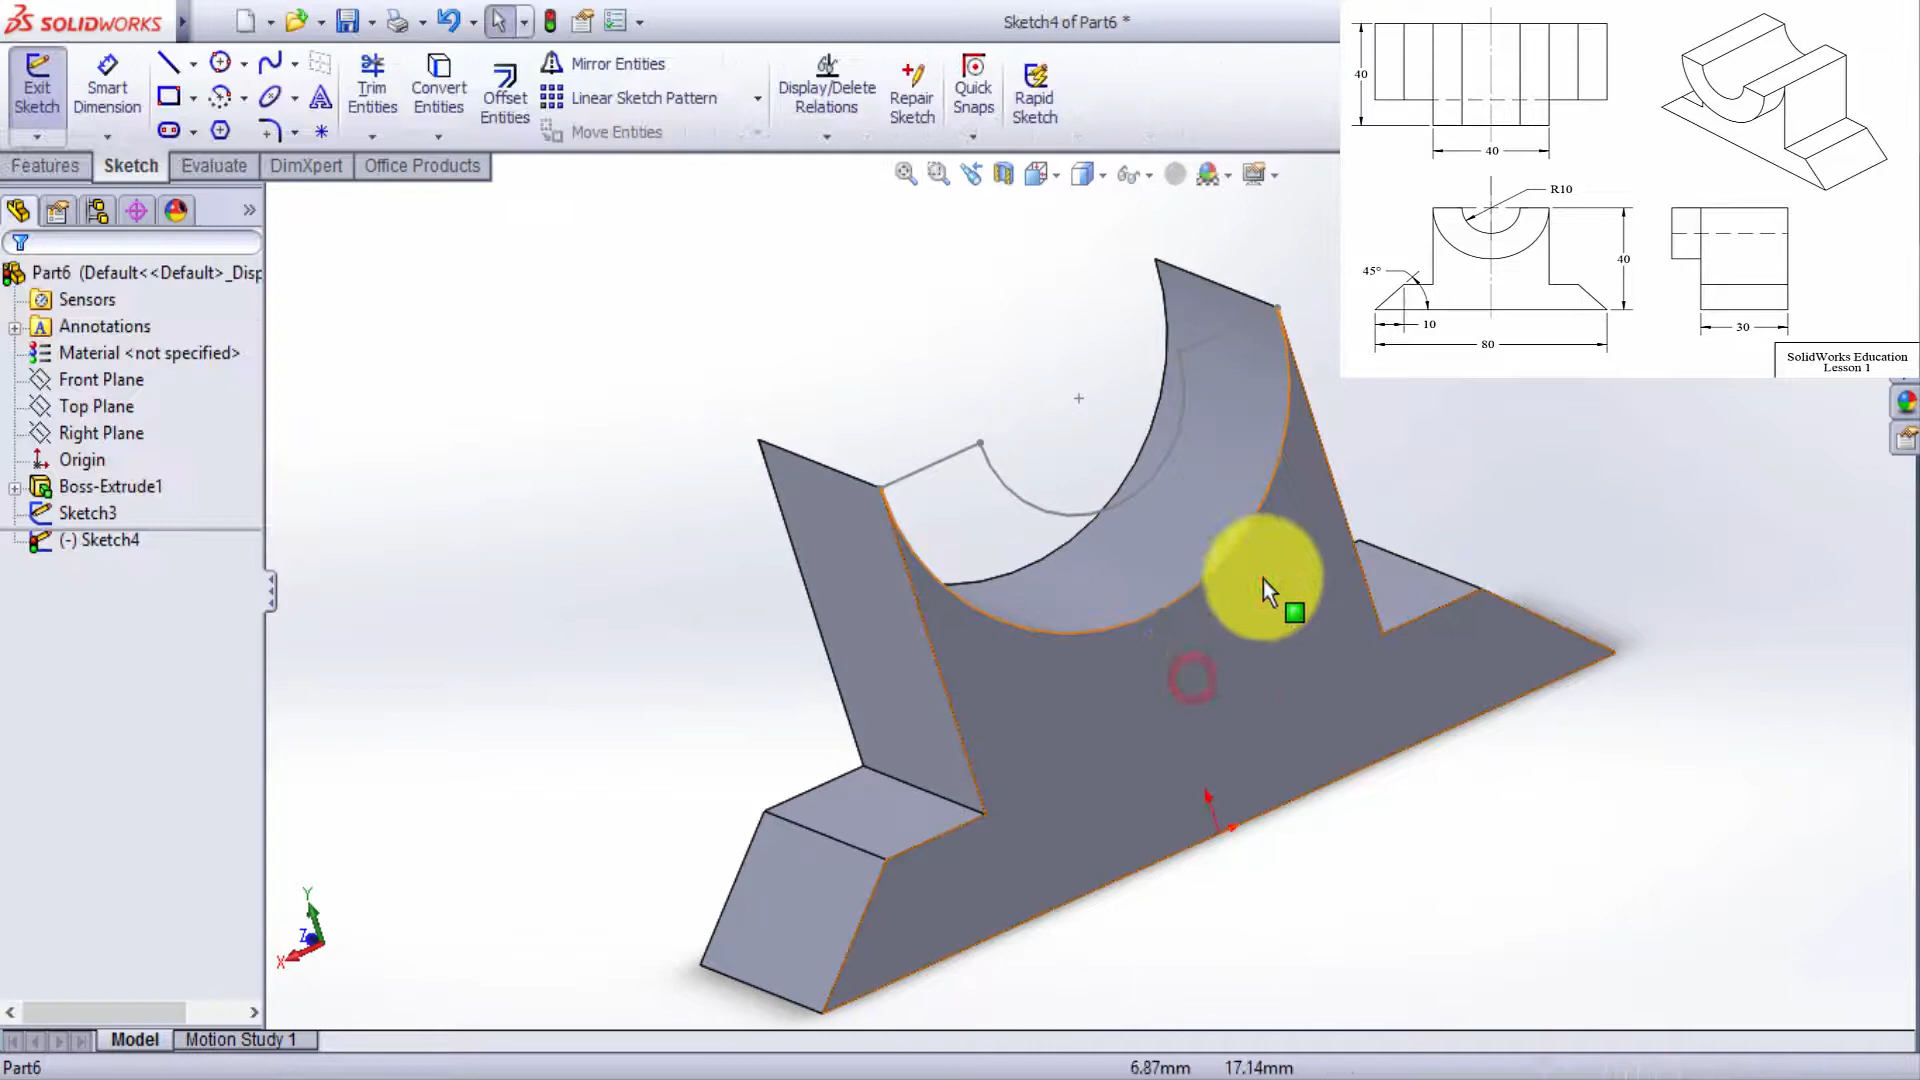 SOLIDWORKS
Sketch4 of Part6 *
Exit Sketch
Smart Dimension
Trim Entities
Convert Entities
Offset Entities
Mirror Entities
Linear Sketch Pattern
Move Entities
Display/Delete Relations
Repair Sketch
Quick Snaps
Rapid Sketch
Features
Sketch
Evaluate
DimXpert
Office Products
Part6 (Default<<Default>_Disp
Sensors
Annotations
Material <not specified>
Front Plane
Top Plane
Right Plane
Origin
Boss-Extrude1
Sketch3
(-) Sketch4
40
40
R10
45°
10
80
40
30
SolidWorks Education
Lesson 1
Y
Z
X
Model
Motion Study 1
Part6
6.87mm
17.14mm